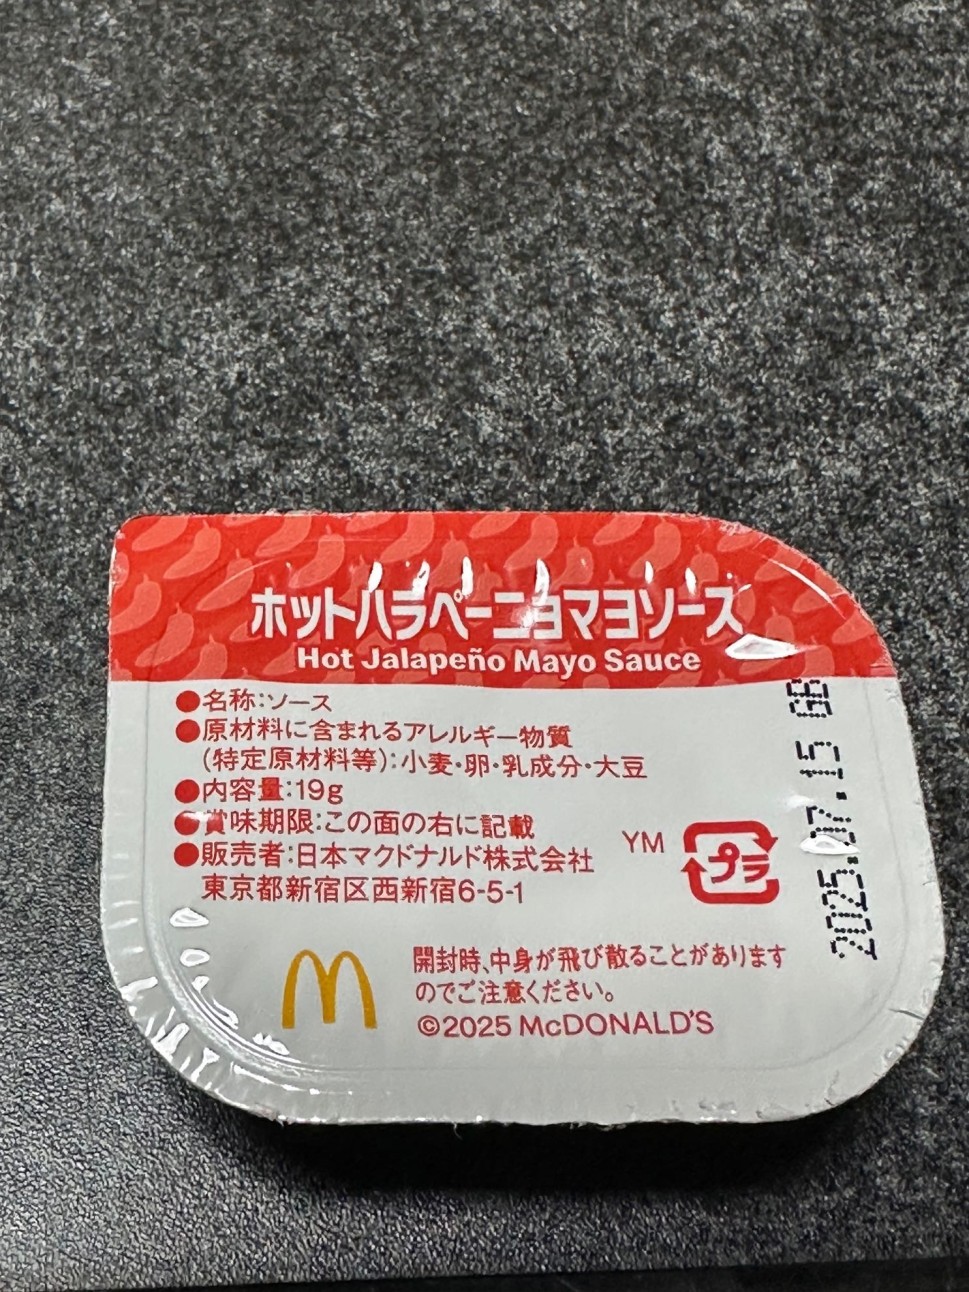 ホットハラペーニョマヨソース
Hot Jalapeño Mayo Sauce
●名称:ソース
●原材料に含まれるアレルギー物質
(特定原材料等):小麦・卵・乳成分・大豆
●内容量:19g
●賞味期限:この面の右に記載
●販売者:日本マクドナルド株式会社
東京都新宿区西新宿6-5-1
YM
プラ
2025.07.15 GB
開封時、中身が飛び散ることがあります
のでご注意ください。
©2025 McDONALD'S